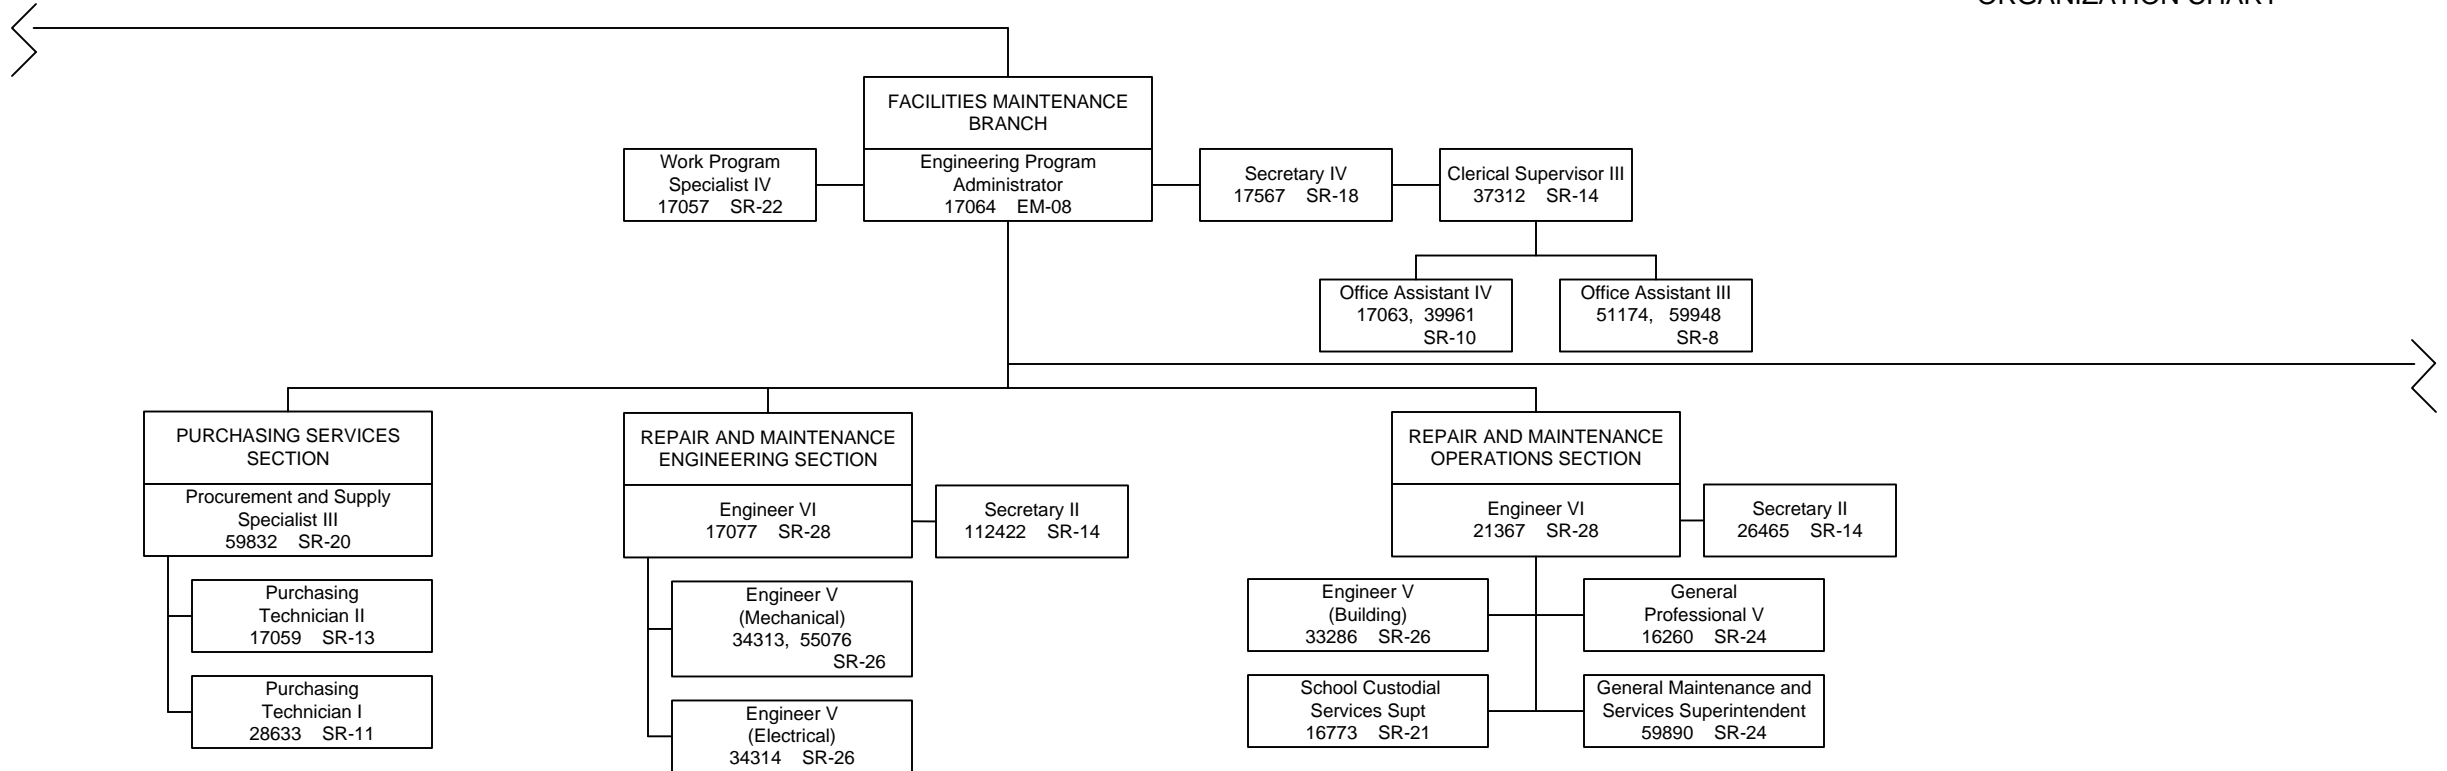 ORGANIZATION CHART
FACILITIES MAINTENANCE
BRANCH
Engineering Program
Administrator
17064 EM-08
Work Program
Specialist IV
17057 SR-22
Secretary IV
17567 SR-18
Clerical Supervisor III
37312 SR-14
Office Assistant IV
17063, 39961
SR-10
Office Assistant III
51174, 59948
SR-8
PURCHASING SERVICES
SECTION
Procurement and Supply
Specialist III
59832 SR-20
Purchasing
Technician II
17059 SR-13
Purchasing
Technician I
28633 SR-11
REPAIR AND MAINTENANCE
ENGINEERING SECTION
Engineer VI
17077 SR-28
Secretary II
112422 SR-14
Engineer V
(Mechanical)
34313, 55076
SR-26
Engineer V
(Electrical)
34314 SR-26
REPAIR AND MAINTENANCE
OPERATIONS SECTION
Engineer VI
21367 SR-28
Secretary II
26465 SR-14
Engineer V
(Building)
33286 SR-26
General
Professional V
16260 SR-24
School Custodial
Services Supt
16773 SR-21
General Maintenance and
Services Superintendent
59890 SR-24